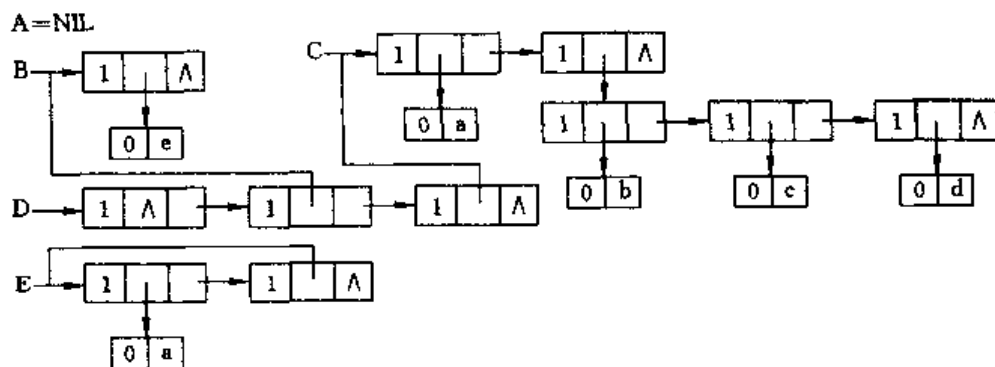 A=NIL
B 1 ∧ C 1 1 ∧
0 e 0 a 1 1 1 ∧
0 b 0 c 0 d
D 1 ∧ 1 1 ∧
E 1 1 ∧
0 a